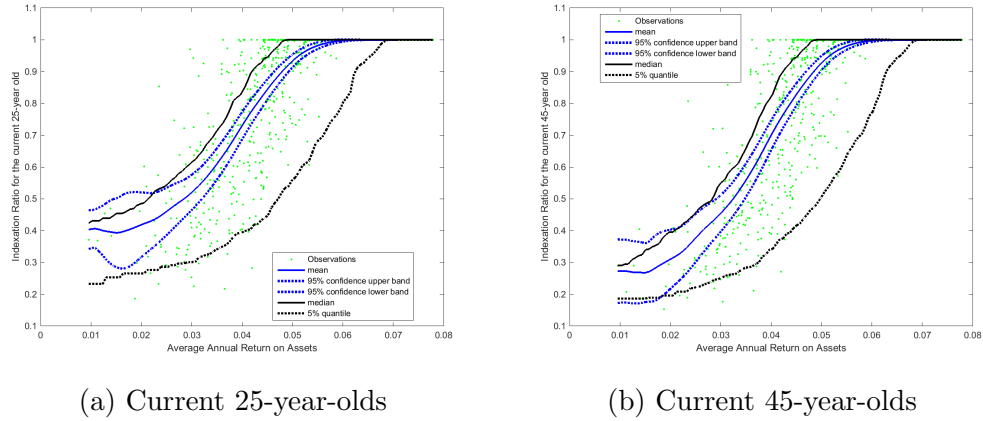 1.1
1
0.9
0.8
0.7
0.6
0.5
0.4
0.3
0.2
0.1
Indexation Ratio for the current 25-year old
0 0.01 0.02 0.03 0.04 0.05 0.06 0.07 0.08
Average Annual Return on Assets
Observations
mean
95% confidence upper band
95% confidence lower band
median
5% quantile
(a) Current 25-year-olds
1.1
1
0.9
0.8
0.7
0.6
0.5
0.4
0.3
0.2
0.1
Indexation Ratio for the current 45-year old
0 0.01 0.02 0.03 0.04 0.05 0.06 0.07 0.08
Average Annual Return on Assets
Observations
mean
95% confidence upper band
95% confidence lower band
median
5% quantile
(b) Current 45-year-olds